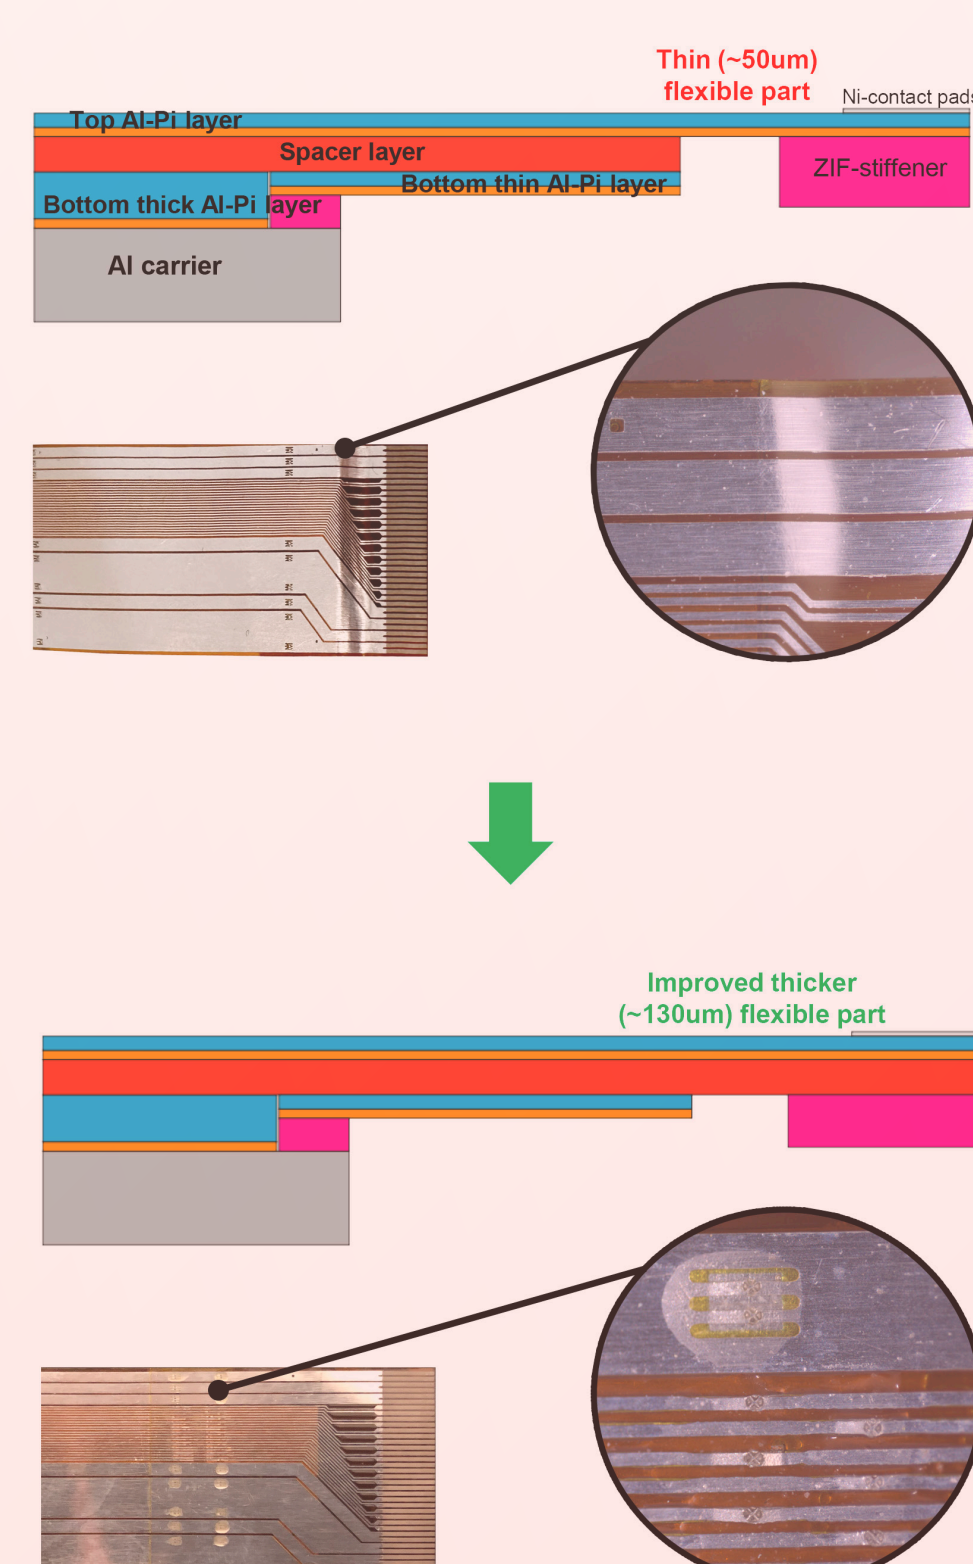 Thin (~50um)
flexible part
Ni-contact pads
Top Al-Pi layer
Spacer layer
ZIF-stiffener
Bottom thin Al-Pi layer
Bottom thick Al-Pi layer
Al carrier
Improved thicker
(~130um) flexible part